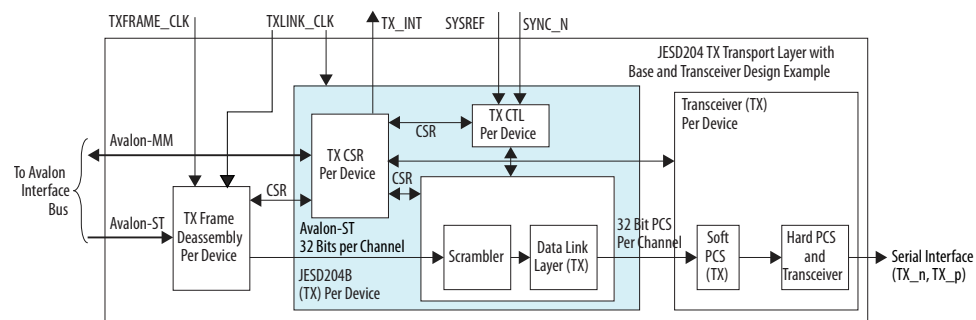 TXFRAME_CLK
TXLINK_CLK
TX_INT
SYSREF
SYNC_N
JESD204 TX Transport Layer with
Base and Transceiver Design Example
Transceiver (TX)
Per Device
TX CTL
Per Device
CSR
TX CSR
Per Device
Avalon-MM
To Avalon
Interface
Bus
CSR
CSR
Avalon-ST
TX Frame
Deassembly
Per Device
Avalon-ST
32 Bits per Channel
32 Bit PCS
Per Channel
Scrambler
Data Link
Layer (TX)
Soft
PCS
(TX)
Hard PCS
and
Transceiver
Serial Interface
(TX_n, TX_p)
JESD204B
(TX) Per Device